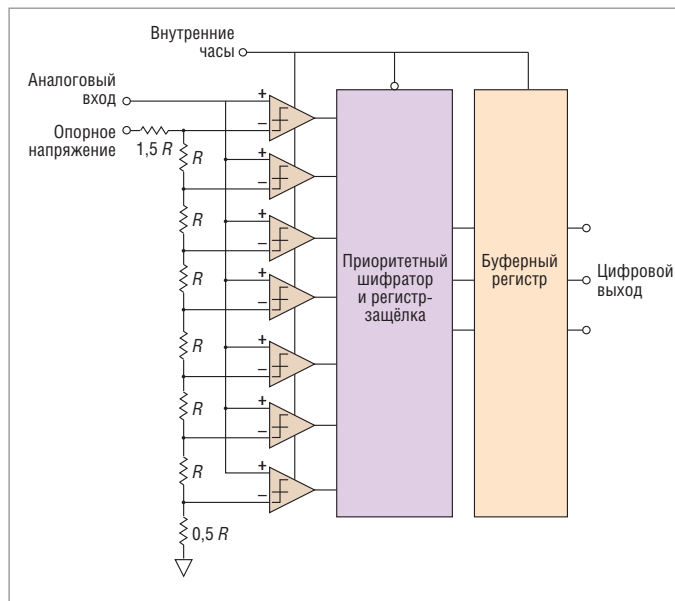 Внутренние
часы
Аналоговый
вход
Опорное
напряжение
1,5 R
R
R
R
R
R
R
0,5 R
+
–
+
–
+
–
+
–
+
–
+
–
+
–
Приоритетный
шифратор
и регистр-
защёлка
Буферный
регистр
Цифровой
выход